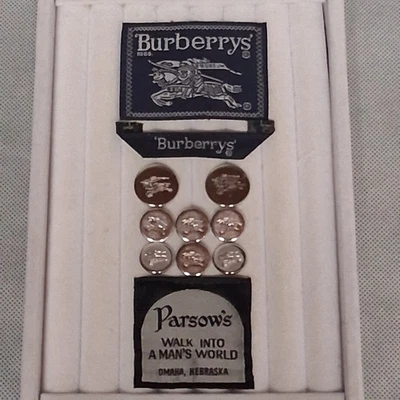 Burberrys'
'Burberrys'
Parsow's
WALK INTO
A MAN'S WORLD
OMAHA, NEBRASKA